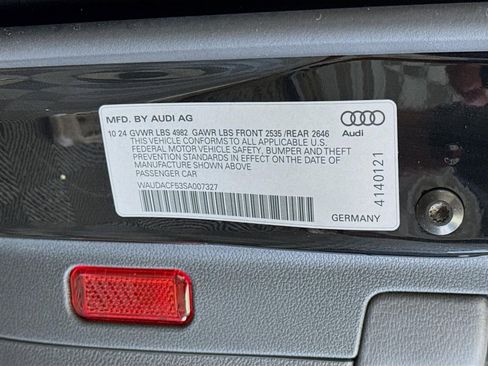 MFD. BY AUDI AG
10 24 GVWR LBS 4982 GAWR LBS FRONT 2535 /REAR 2646
THIS VEHICLE CONFORMS TO ALL APPLICABLE U.S.
FEDERAL MOTOR VEHICLE SAFETY, BUMPER AND THEFT
PREVENTION STANDARDS IN EFFECT ON THE DATE OF
MANUFACTURE SHOWN ABOVE
PASSENGER CAR
WAUDACF53SA007327
Audi
4140121
GERMANY